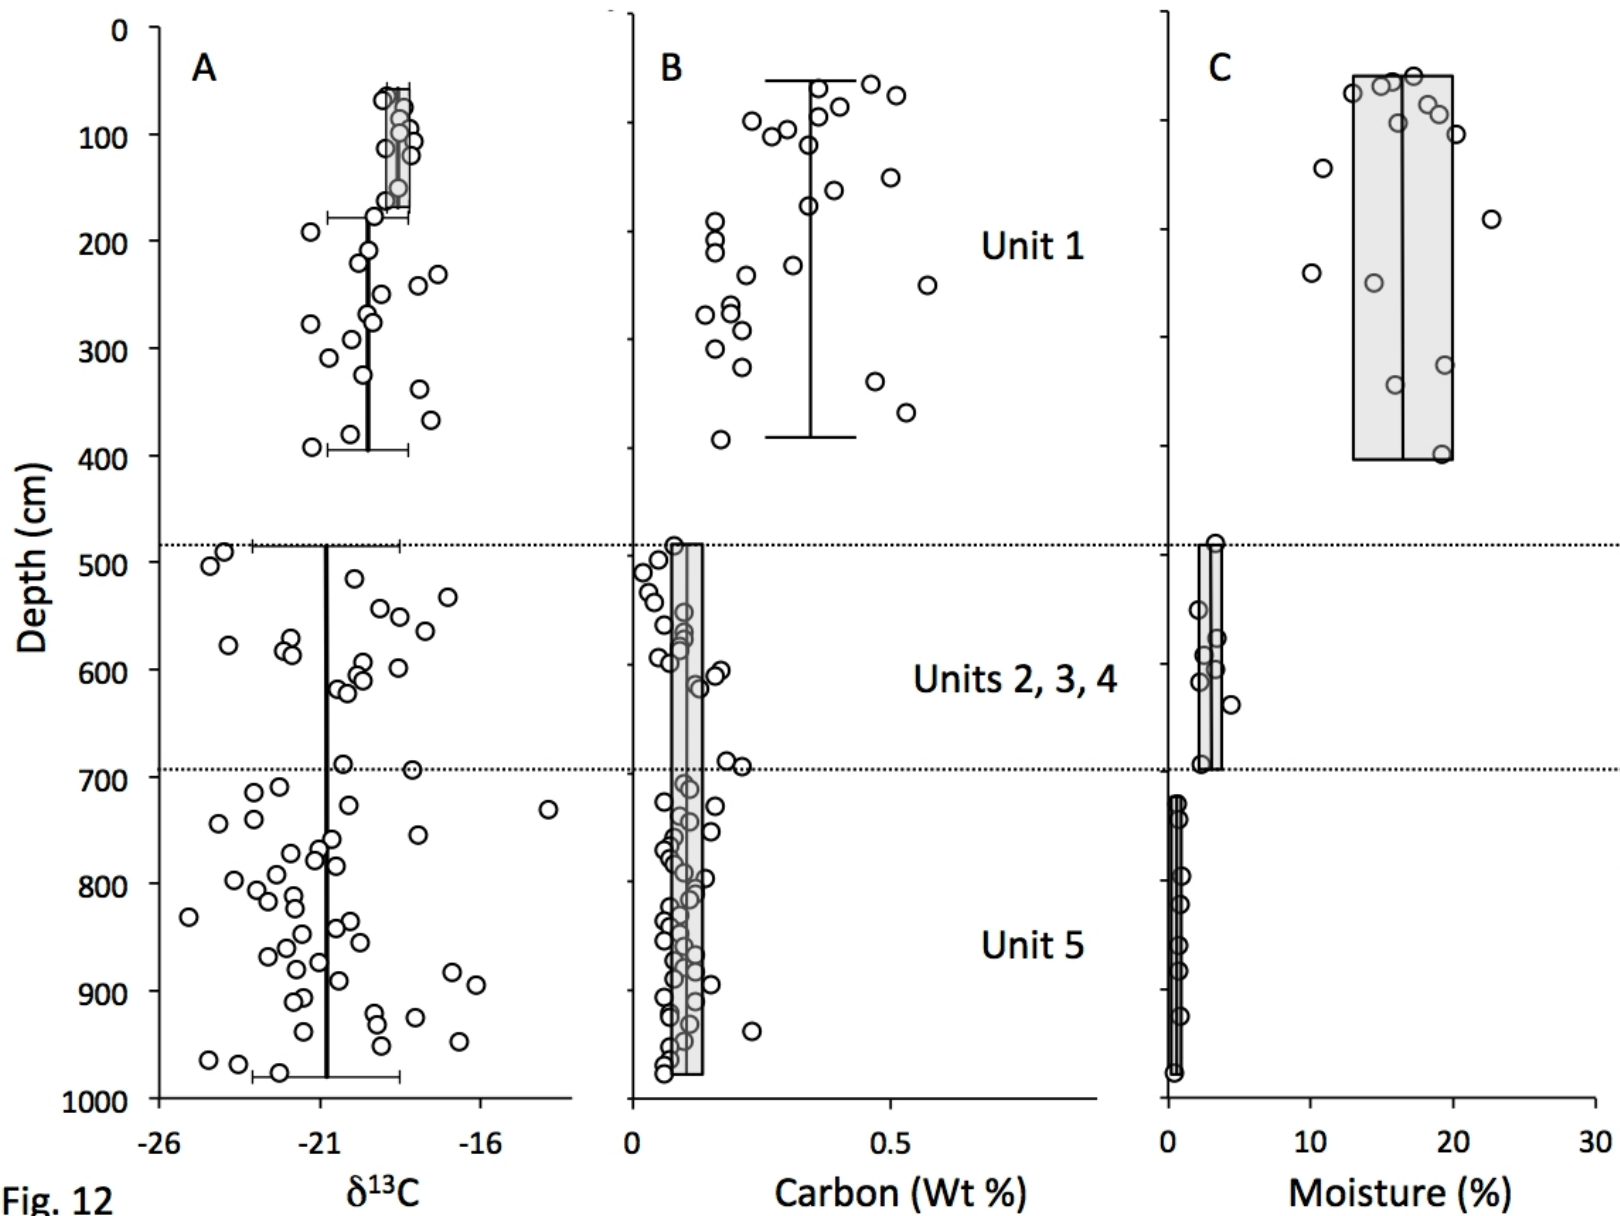 A
B
C
0
100
200
300
400
500
600
700
800
900
1000
Depth (cm)
Unit 1
Units 2, 3, 4
Unit 5
-26
-21
-16
0
0.5
0
10
20
30
δ¹³C
Carbon (Wt %)
Moisture (%)
Fig. 12